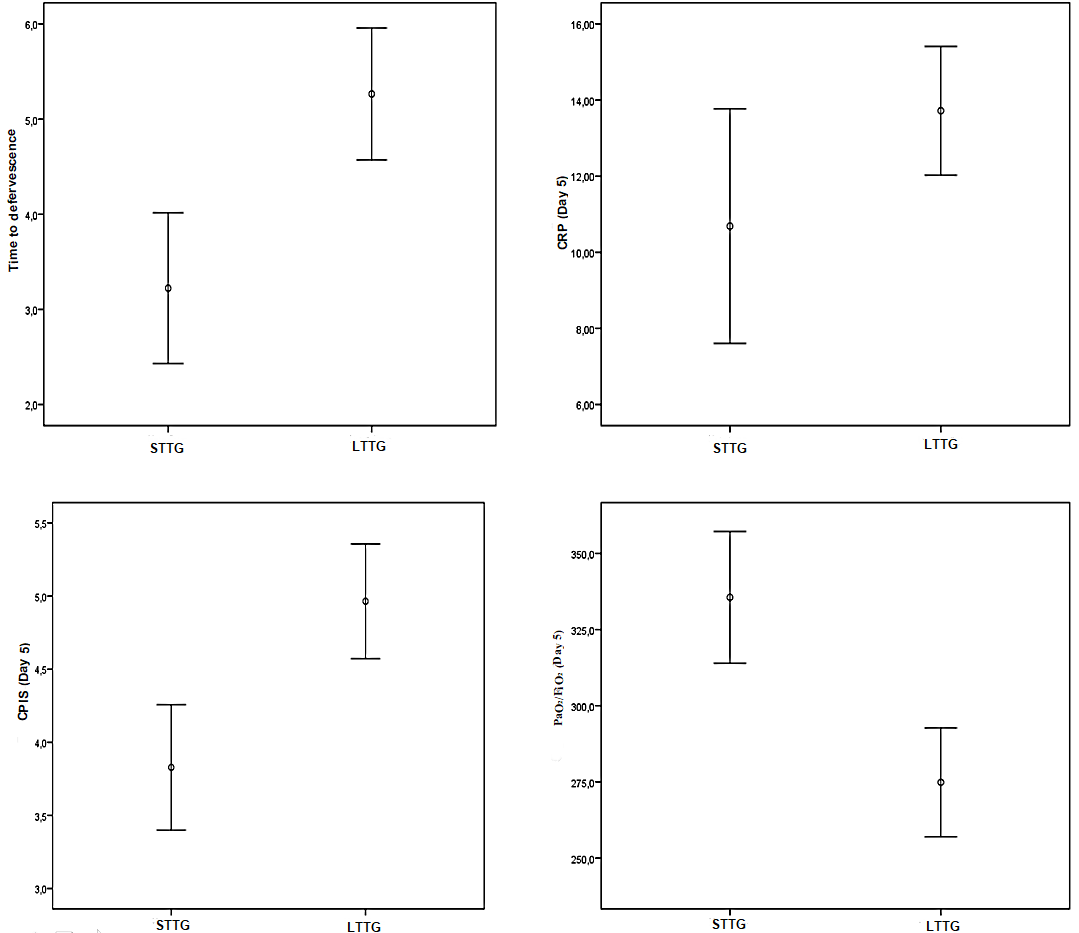 6,0
5,0
4,0
3,0
2,0
Time to defervescence
STTG LTTG
16,00
14,00
12,00
10,00
8,00
6,00
CRP (Day 5)
STTG LTTG
5,5
5,0
4,5
4,0
3,5
3,0
CPIS (Day 5)
STTG LTTG
350,0
325,0
300,0
275,0
250,0
PaO₂/FiO₂ (Day 5)
STTG LTTG